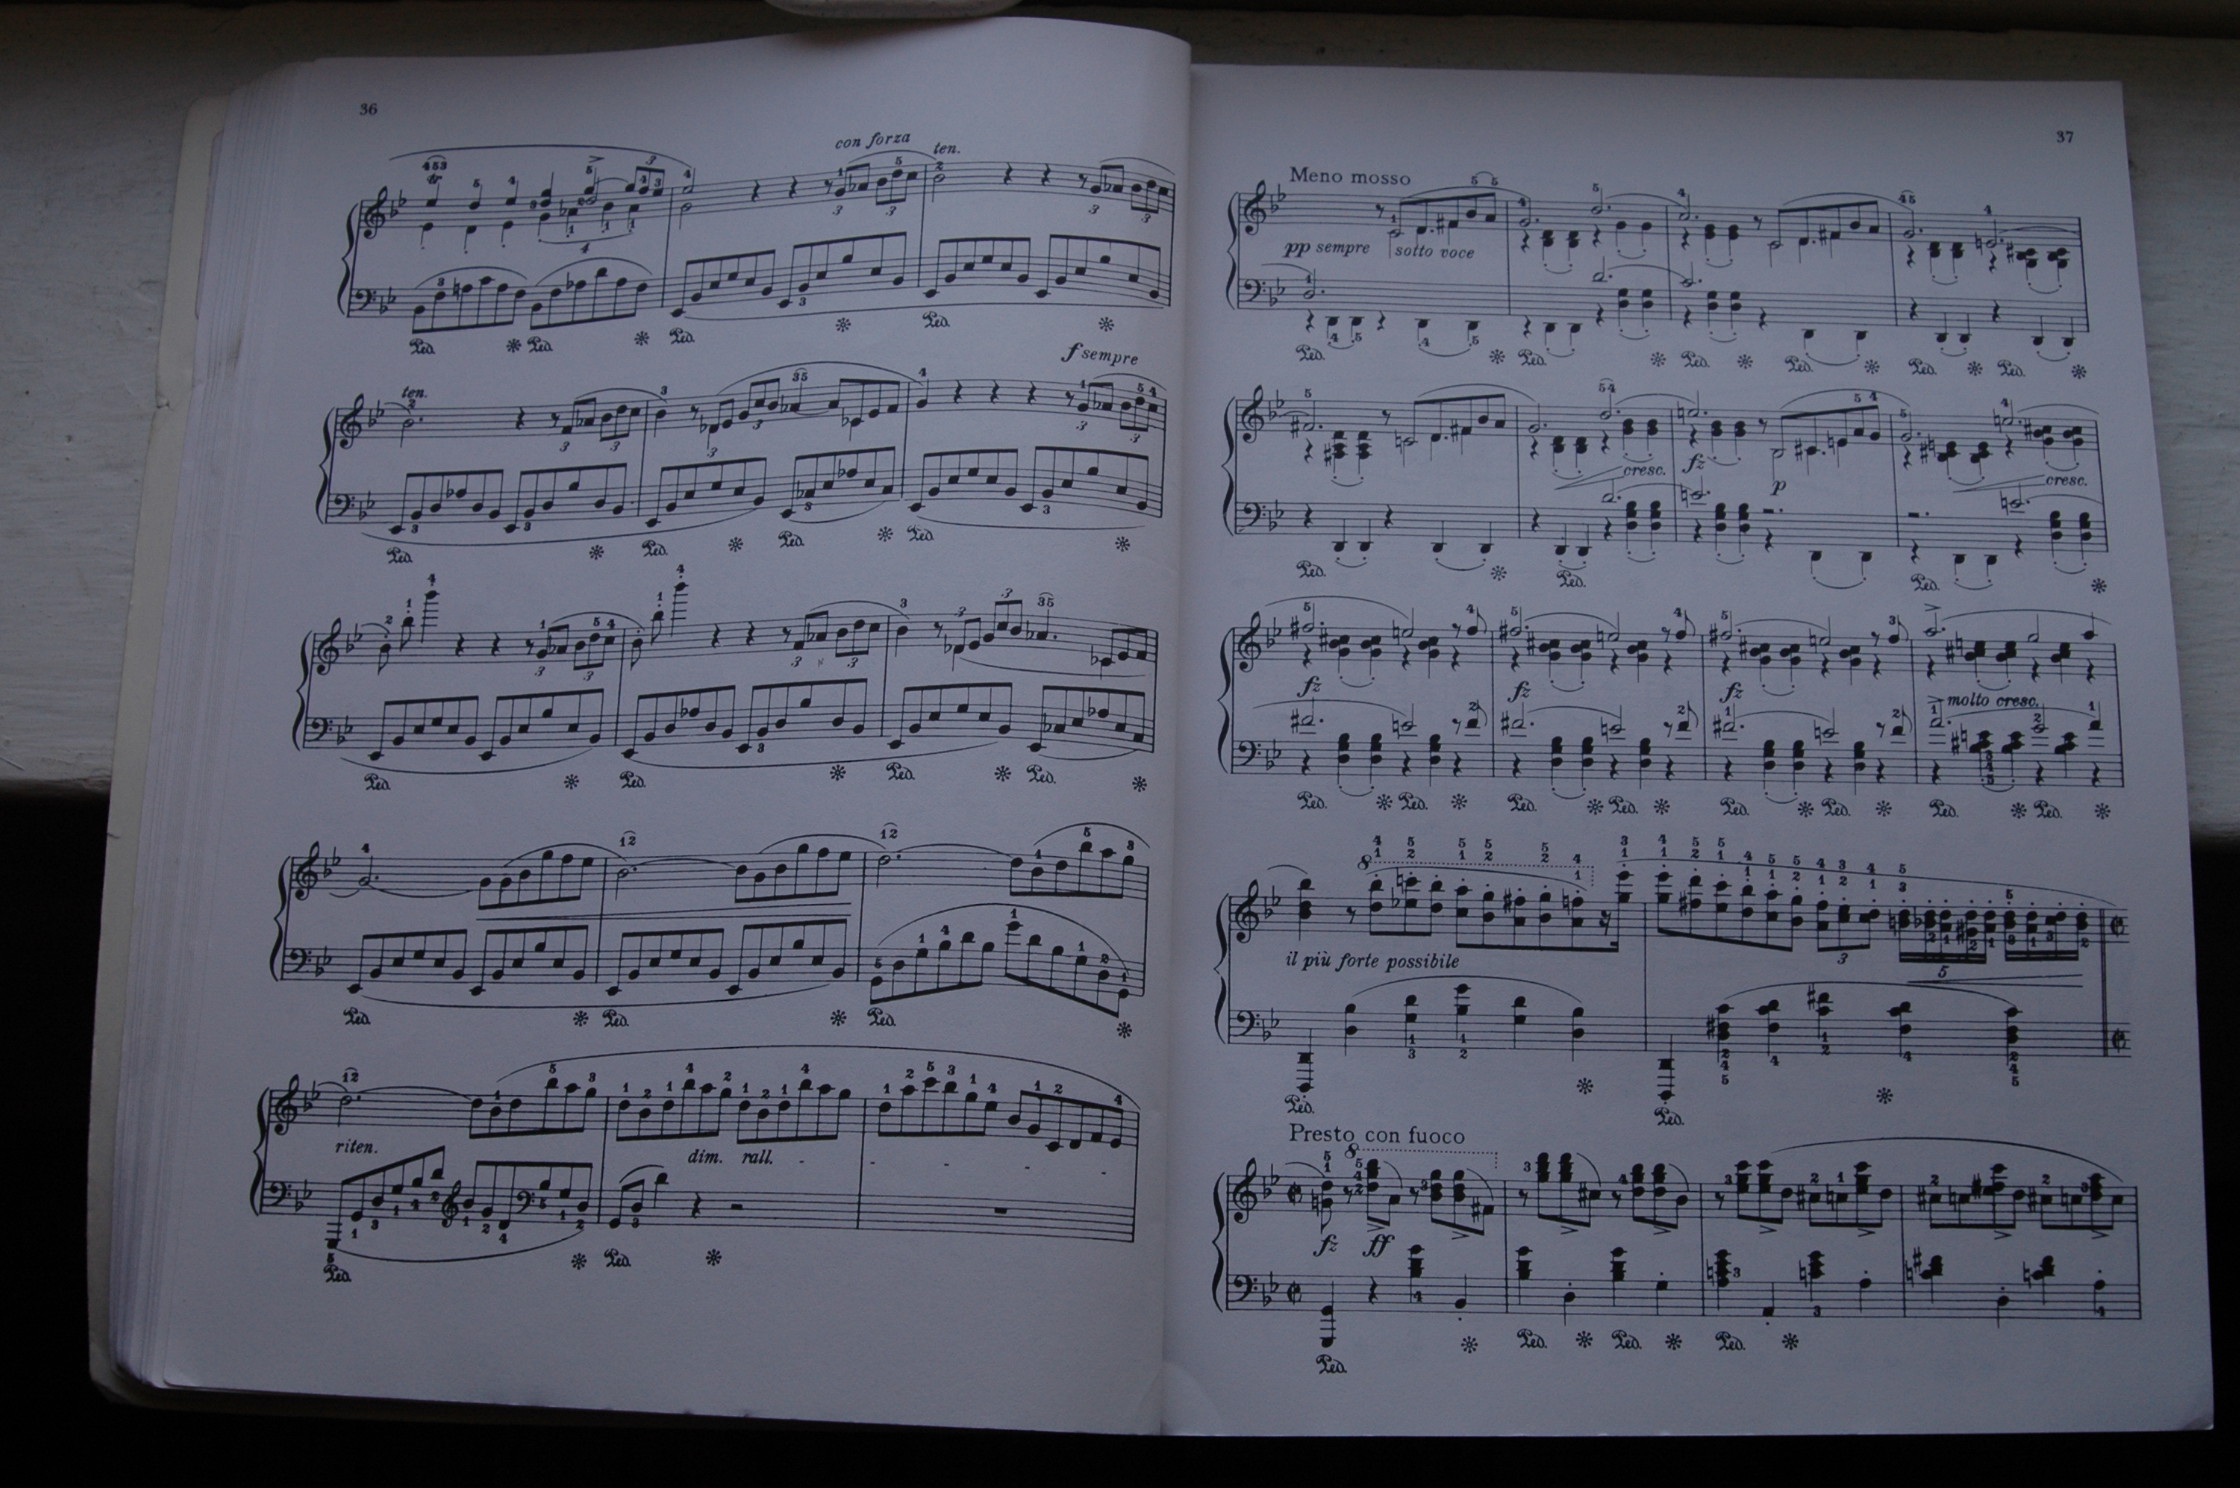 36
con forza
ten.
f sempre
ten.
riten.
dim. rall.
37
Meno mosso
pp sempre sotto voce
cresc.
fz
p
cresc.
fz
fz
fz
molto cresc.
il più forte possibile
Presto con fuoco
fz
ff